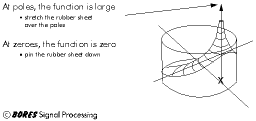 At poles, the function is large
• stretch the rubber sheet
over the poles
At zeroes, the function is zero
• pin the rubber sheet down
X
© BORES Signal Processing